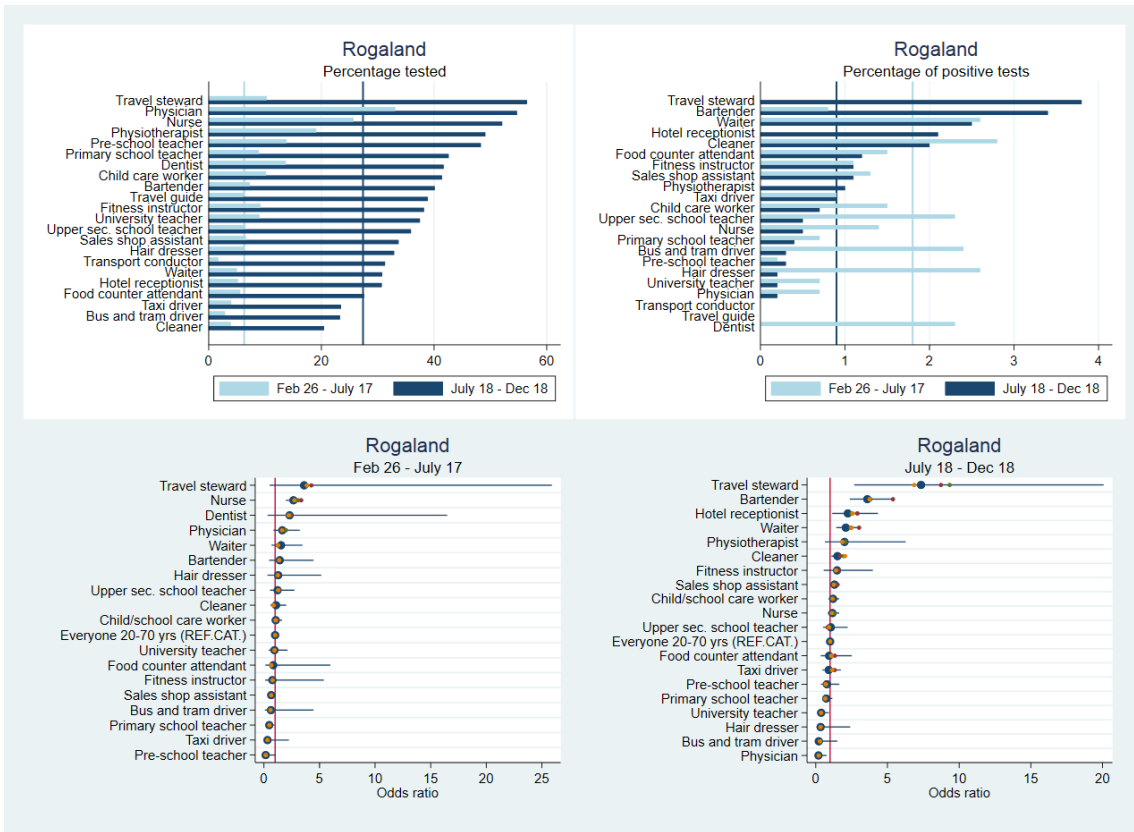 Rogaland
Percentage tested
Travel steward
Physician
Nurse
Physiotherapist
Pre-school teacher
Primary school teacher
Dentist
Child care worker
Bartender
Travel guide
Fitness instructor
University teacher
Upper sec. school teacher
Sales shop assistant
Hair dresser
Transport conductor
Waiter
Hotel receptionist
Food counter attendant
Taxi driver
Bus and tram driver
Cleaner
0 20 40 60
Feb 26 - July 17 July 18 - Dec 18
Rogaland
Percentage of positive tests
Travel steward
Bartender
Waiter
Hotel receptionist
Cleaner
Food counter attendant
Fitness instructor
Sales shop assistant
Physiotherapist
Taxi driver
Child care worker
Upper sec. school teacher
Nurse
Primary school teacher
Bus and tram driver
Pre-school teacher
Hair dresser
University teacher
Physician
Transport conductor
Travel guide
Dentist
0 1 2 3 4
Feb 26 - July 17 July 18 - Dec 18
Rogaland
Feb 26 - July 17
Travel steward
Nurse
Dentist
Physician
Waiter
Bartender
Hair dresser
Upper sec. school teacher
Cleaner
Child/school care worker
Everyone 20-70 yrs (REF.CAT.)
University teacher
Food counter attendant
Fitness instructor
Sales shop assistant
Bus and tram driver
Primary school teacher
Taxi driver
Pre-school teacher
0 5 10 15 20 25
Odds ratio
Rogaland
July 18 - Dec 18
Travel steward
Bartender
Hotel receptionist
Waiter
Physiotherapist
Cleaner
Fitness instructor
Sales shop assistant
Child/school care worker
Nurse
Upper sec. school teacher
Everyone 20-70 yrs (REF.CAT.)
Food counter attendant
Taxi driver
Pre-school teacher
Primary school teacher
University teacher
Hair dresser
Bus and tram driver
Physician
0 5 10 15 20
Odds ratio